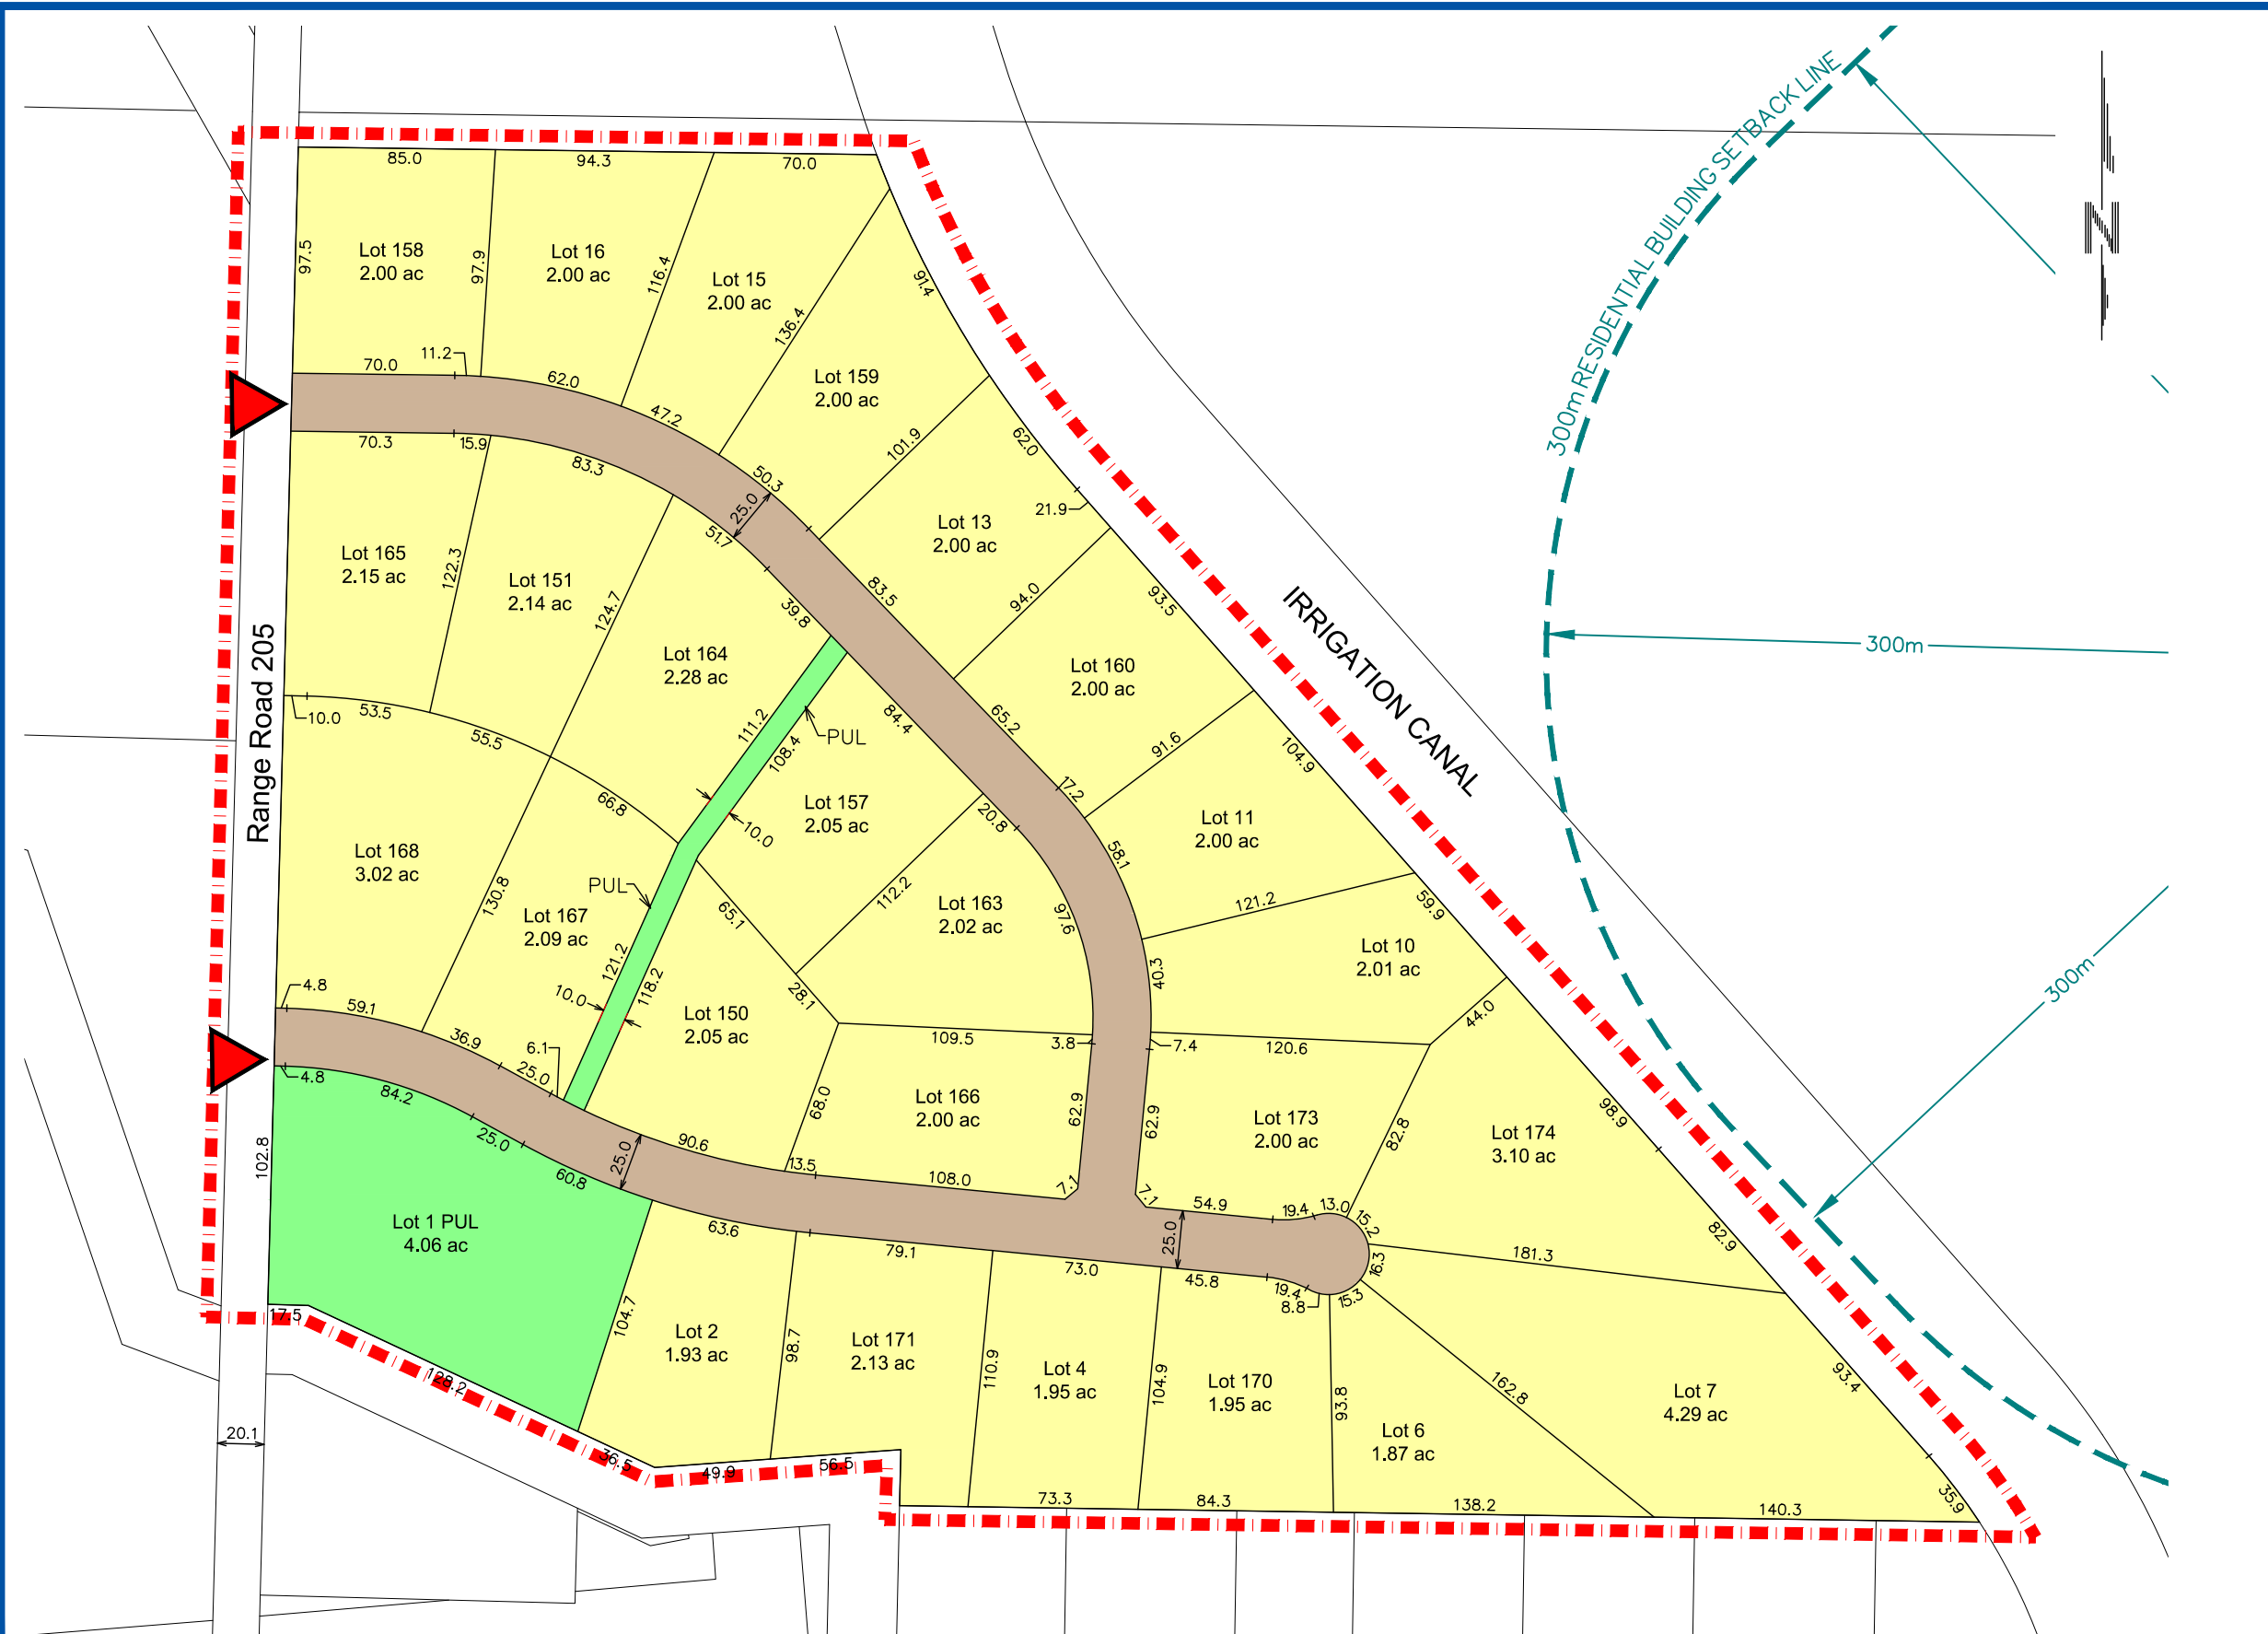 85.0
94.3
70.0
97.5
Lot 158
2.00 ac
97.9
Lot 16
2.00 ac
116.4
Lot 15
2.00 ac
136.4
91.4
300m RESIDENTIAL BUILDING SETBACK LINE
N
70.0
11.2
62.0
47.2
Lot 159
2.00 ac
101.9
62.0
70.3
15.9
83.3
50.3
25.0
51.7
21.9
Lot 13
2.00 ac
Lot 165
2.15 ac
122.3
Lot 151
2.14 ac
124.7
39.8
83.5
94.0
93.5
IRRIGATION CANAL
300m
Range Road 205
Lot 164
2.28 ac
Lot 160
2.00 ac
10.0
53.5
55.5
111.2
108.4
PUL
84.4
65.2
91.6
104.9
66.8
Lot 157
2.05 ac
10.0
20.8
17.2
Lot 11
2.00 ac
58.1
Lot 168
3.02 ac
130.8
PUL
Lot 167
2.09 ac
65.1
112.2
Lot 163
2.02 ac
97.6
121.2
59.9
Lot 10
2.01 ac
40.3
300m
4.8
59.1
36.9
6.1
25.0
10.0
121.2
118.2
Lot 150
2.05 ac
28.1
109.5
3.8
7.4
120.6
44.0
4.8
84.2
25.0
60.8
25.0
90.6
68.0
13.5
Lot 166
2.00 ac
108.0
62.9
7.1
62.9
7.1
Lot 173
2.00 ac
82.8
Lot 174
3.10 ac
98.9
102.8
Lot 1 PUL
4.06 ac
63.6
79.1
73.0
25.0
54.9
19.4
13.0
15.2
16.3
181.3
82.9
45.8
19.4
8.8
15.3
17.5
128.2
104.7
Lot 2
1.93 ac
98.7
Lot 171
2.13 ac
110.9
Lot 4
1.95 ac
104.9
Lot 170
1.95 ac
93.8
Lot 6
1.87 ac
162.8
Lot 7
4.29 ac
93.4
20.1
36.5
49.9
56.5
73.3
84.3
138.2
140.3
35.9